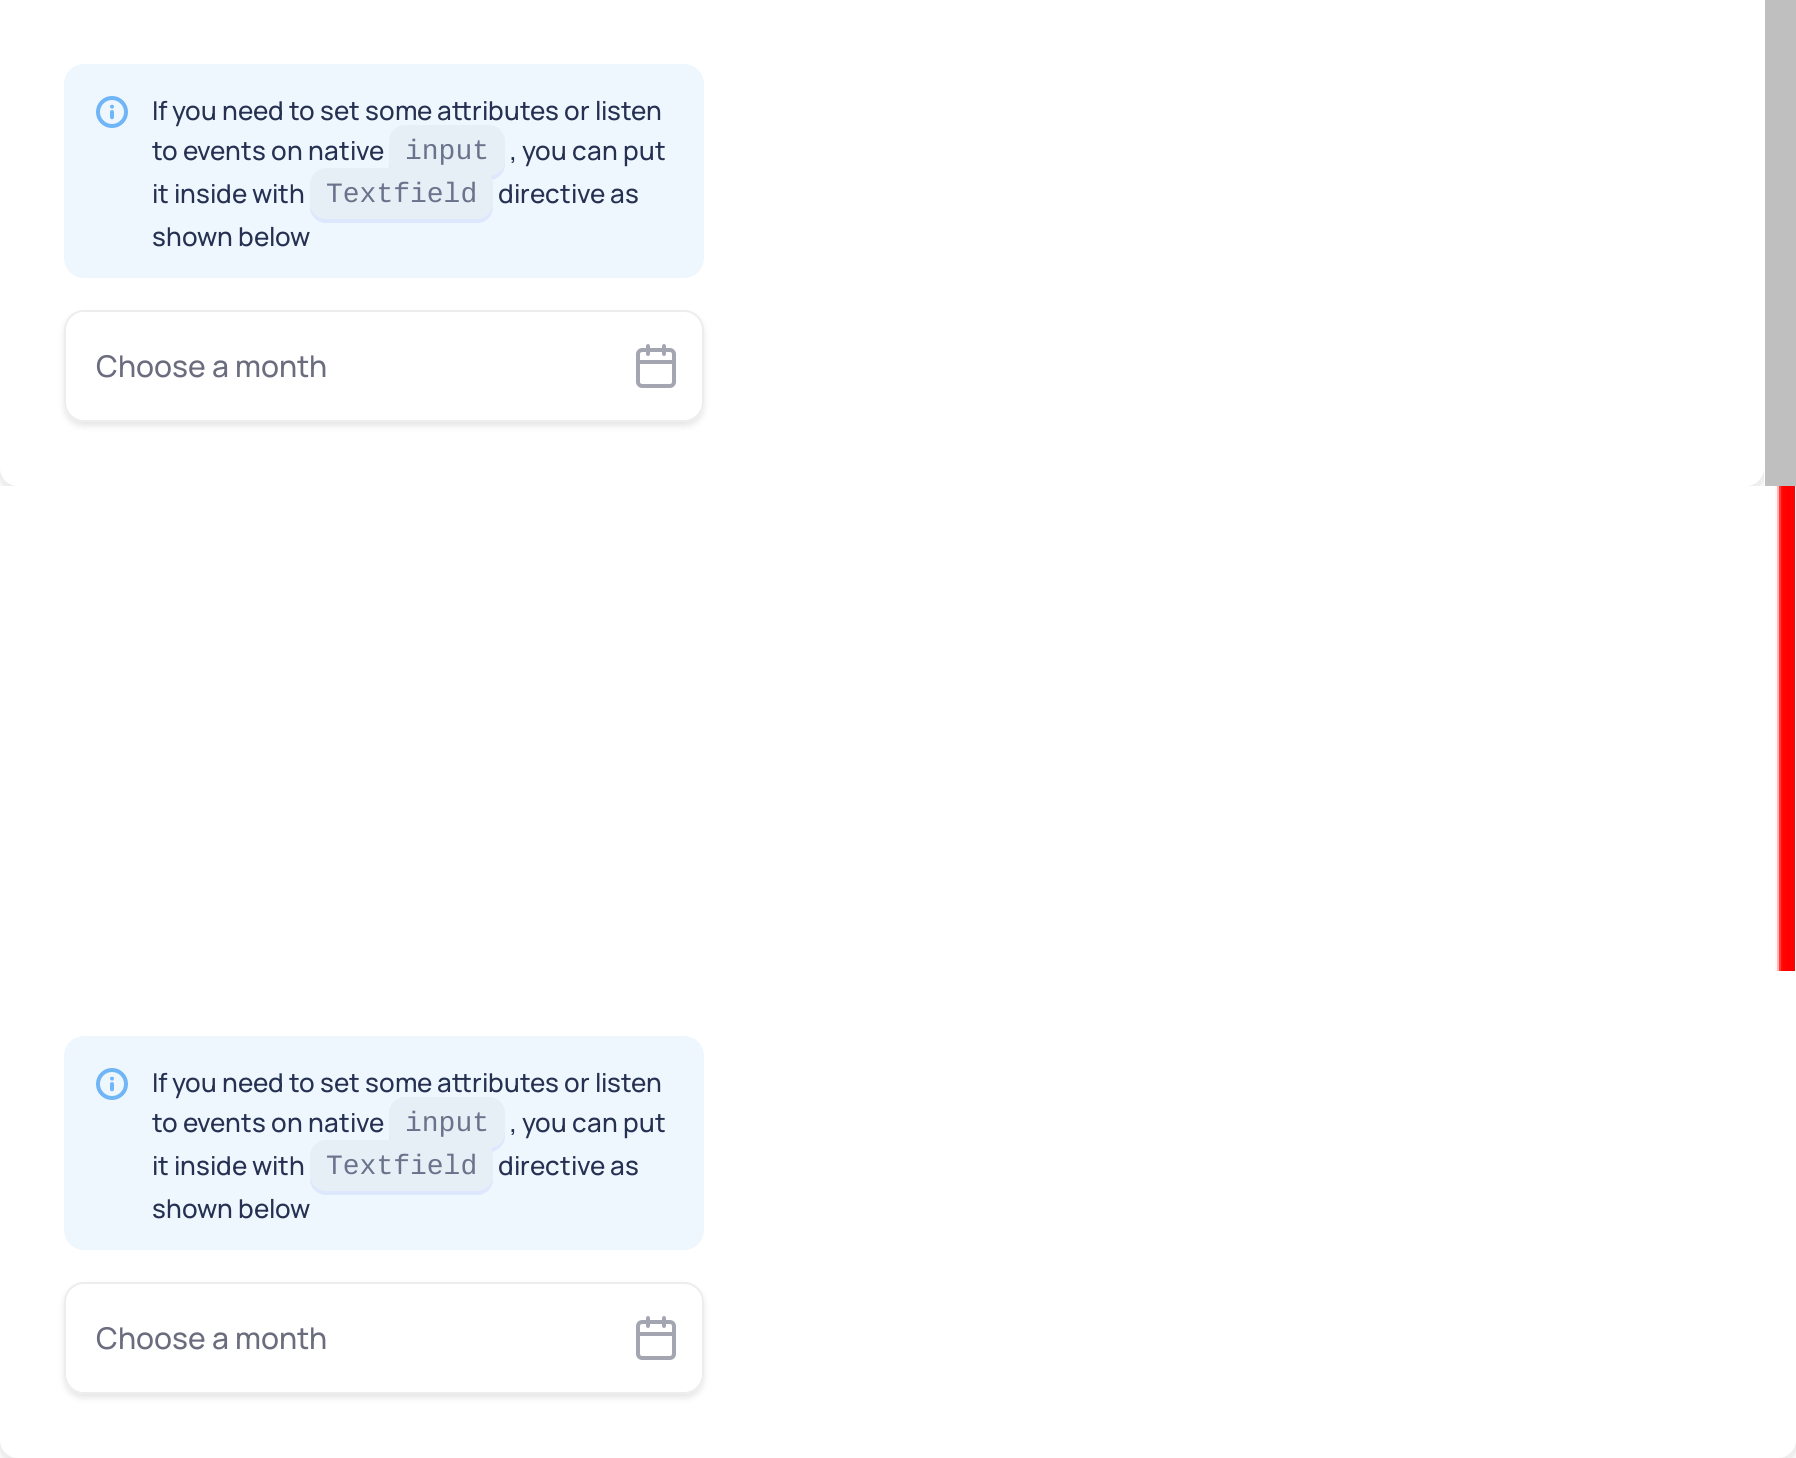 If you need to set some attributes or listen
to events on native input , you can put
it inside with Textfield directive as
shown below
Choose a month
If you need to set some attributes or listen
to events on native input , you can put
it inside with Textfield directive as
shown below
Choose a month